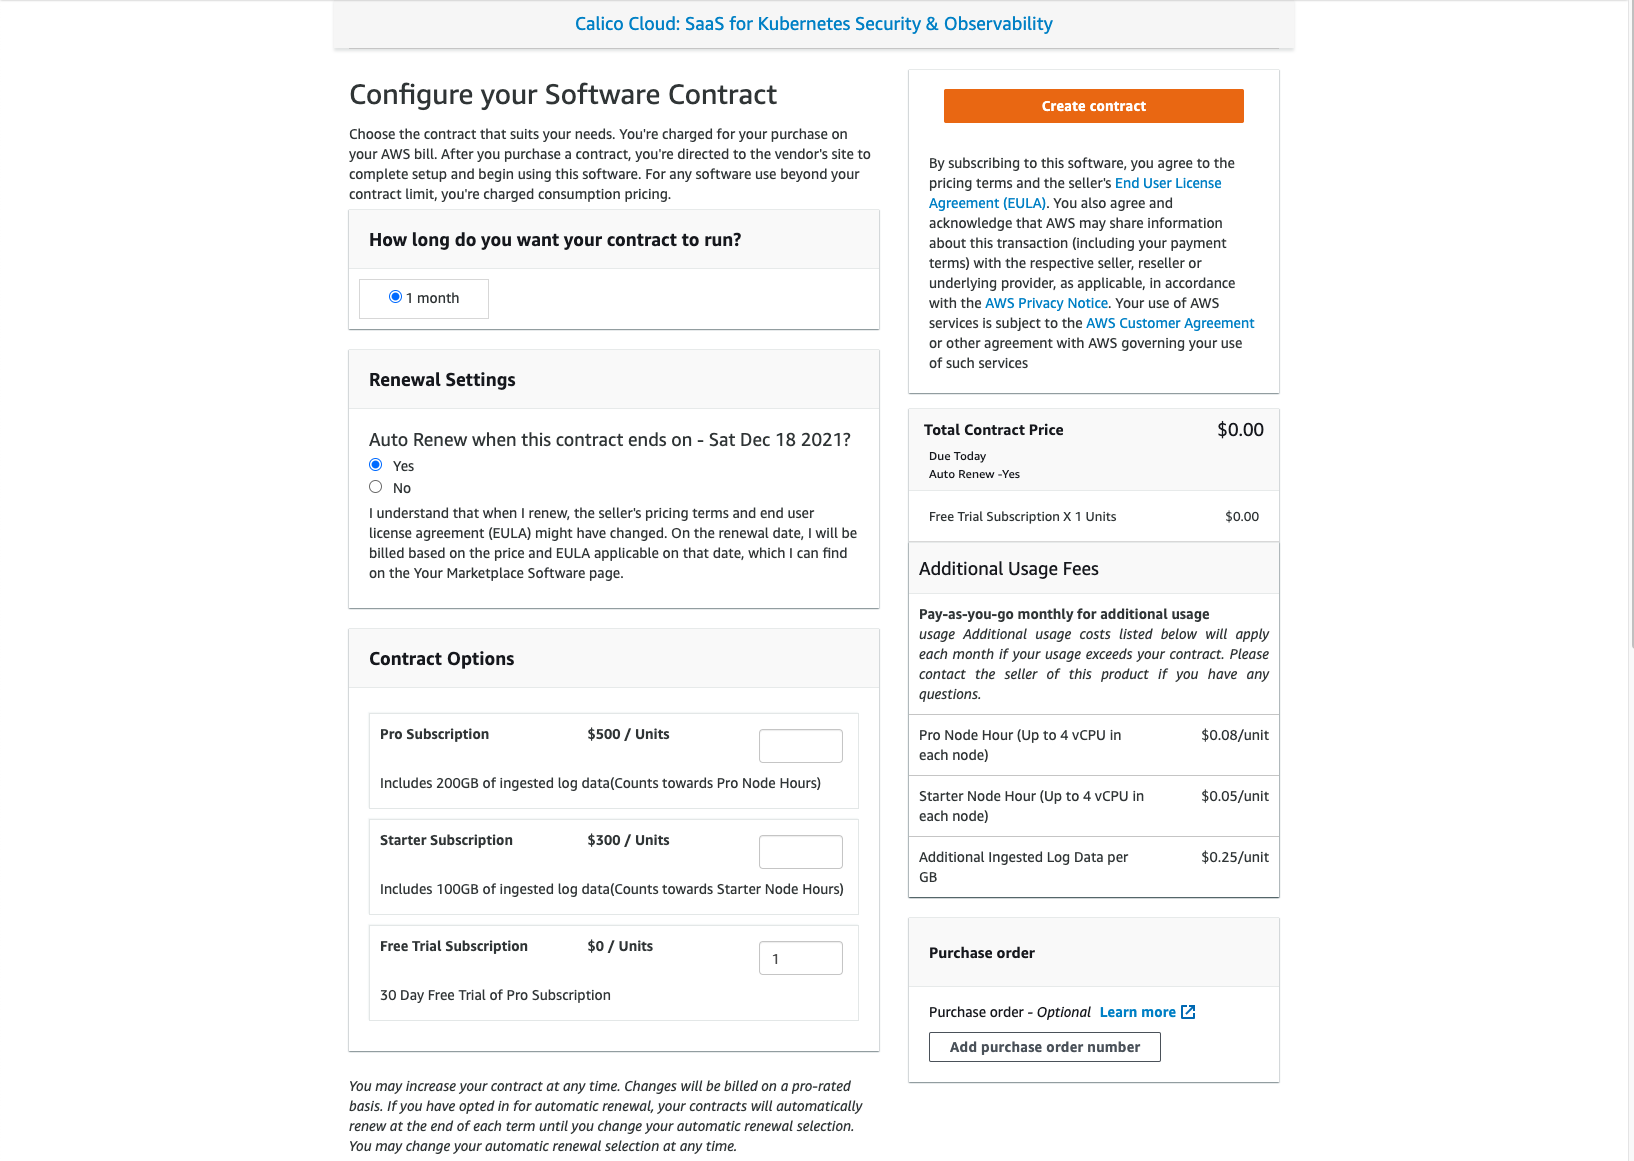 Calico Cloud: SaaS for Kubernetes Security & Observability
Configure your Software Contract
Choose the contract that suits your needs. You're charged for your purchase on
your AWS bill. After you purchase a contract, you're directed to the vendor's site to
complete setup and begin using this software. For any software use beyond your
contract limit, you're charged consumption pricing.
How long do you want your contract to run?
1 month
Renewal Settings
Auto Renew when this contract ends on - Sat Dec 18 2021?
Yes
No
I understand that when I renew, the seller's pricing terms and end user
license agreement (EULA) might have changed. On the renewal date, I will be
billed based on the price and EULA applicable on that date, which I can find
on the Your Marketplace Software page.
Contract Options
Pro Subscription $500 / Units
Includes 200GB of ingested log data(Counts towards Pro Node Hours)
Starter Subscription $300 / Units
Includes 100GB of ingested log data(Counts towards Starter Node Hours)
Free Trial Subscription $0 / Units 1
30 Day Free Trial of Pro Subscription
You may increase your contract at any time. Changes will be billed on a pro-rated
basis. If you have opted in for automatic renewal, your contracts will automatically
renew at the end of each term until you change your automatic renewal selection.
You may change your automatic renewal selection at any time.
Create contract
By subscribing to this software, you agree to the
pricing terms and the seller's End User License
Agreement (EULA). You also agree and
acknowledge that AWS may share information
about this transaction (including your payment
terms) with the respective seller, reseller or
underlying provider, as applicable, in accordance
with the AWS Privacy Notice. Your use of AWS
services is subject to the AWS Customer Agreement
or other agreement with AWS governing your use
of such services
Total Contract Price $0.00
Due Today
Auto Renew -Yes
Free Trial Subscription X 1 Units $0.00
Additional Usage Fees
Pay-as-you-go monthly for additional usage
usage Additional usage costs listed below will apply
each month if your usage exceeds your contract. Please
contact the seller of this product if you have any
questions.
Pro Node Hour (Up to 4 vCPU in $0.08/unit
each node)
Starter Node Hour (Up to 4 vCPU in $0.05/unit
each node)
Additional Ingested Log Data per $0.25/unit
GB
Purchase order
Purchase order - Optional Learn more
Add purchase order number